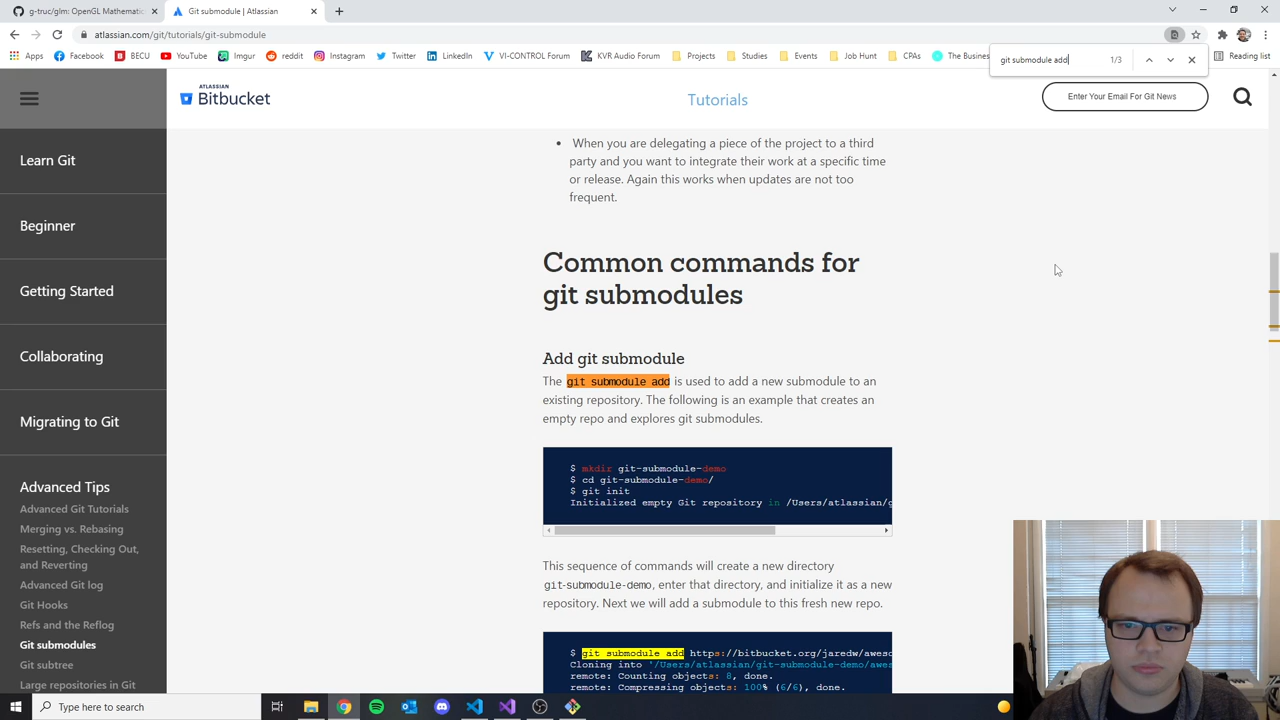 g-truc/glm: OpenGL Mathematic
Git submodule | Atlassian
atlassian.com/git/tutorials/git-submodule
Apps
Facebook
BECU
YouTube
Imgur
reddit
Instagram
Twitter
LinkedIn
VI-CONTROL Forum
KVR Audio Forum
Projects
Studies
Events
Job Hunt
CPAs
The Busines
Reading list
git submodule add
1/3
ATLASSIAN
Bitbucket
Tutorials
Enter Your Email For Git News
Learn Git
Beginner
Getting Started
Collaborating
Migrating to Git
Advanced Tips
Advanced Git Tutorials
Merging vs. Rebasing
Resetting, Checking Out,
and Reverting
Advanced Git log
Git Hooks
Refs and the Reflog
Git submodules
Git subtree
Large repositories in Git
• When you are delegating a piece of the project to a third
party and you want to integrate their work at a specific time
or release. Again this works when updates are not too
frequent.
Common commands for
git submodules
Add git submodule
The git submodule add is used to add a new submodule to an
existing repository. The following is an example that creates an
empty repo and explores git submodules.
$ mkdir git-submodule-demo
$ cd git-submodule-demo/
$ git init
Initialized empty Git repository in /Users/atlassian/g
This sequence of commands will create a new directory
git-submodule-demo, enter that directory, and initialize it as a new
repository. Next we will add a submodule to this fresh new repo.
$ git submodule add https://bitbucket.org/jaredw/aweso
Cloning into '/Users/atlassian/git-submodule-demo/awes
remote: Counting objects: 8, done.
remote: Compressing objects: 100% (6/6), done.
Type here to search